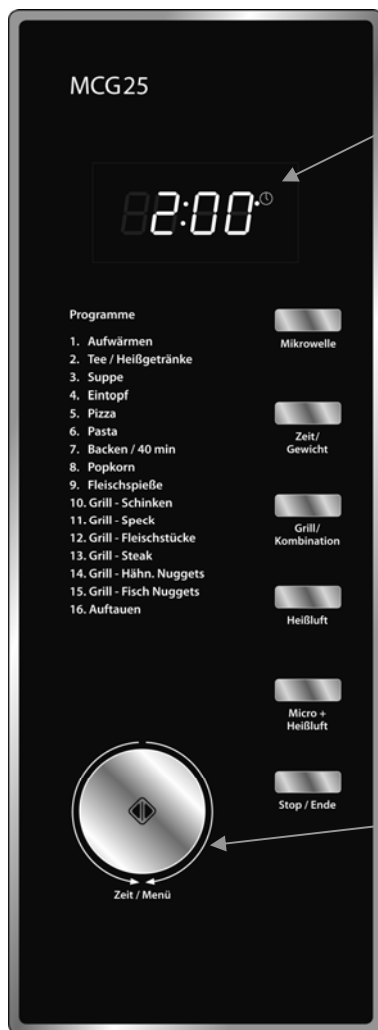 MCG25
2:00
Programme
1. Aufwärmen
2. Tee / Heißgetränke
3. Suppe
4. Eintopf
5. Pizza
6. Pasta
7. Backen / 40 min
8. Popkorn
9. Fleischspieße
10. Grill - Schinken
11. Grill - Speck
12. Grill - Fleischstücke
13. Grill - Steak
14. Grill - Hähn. Nuggets
15. Grill - Fisch Nuggets
16. Auftauen
Mikrowelle
Zeit/
Gewicht
Grill/
Kombination
Heißluft
Micro +
Heißluft
Stop / Ende
Zeit / Menü